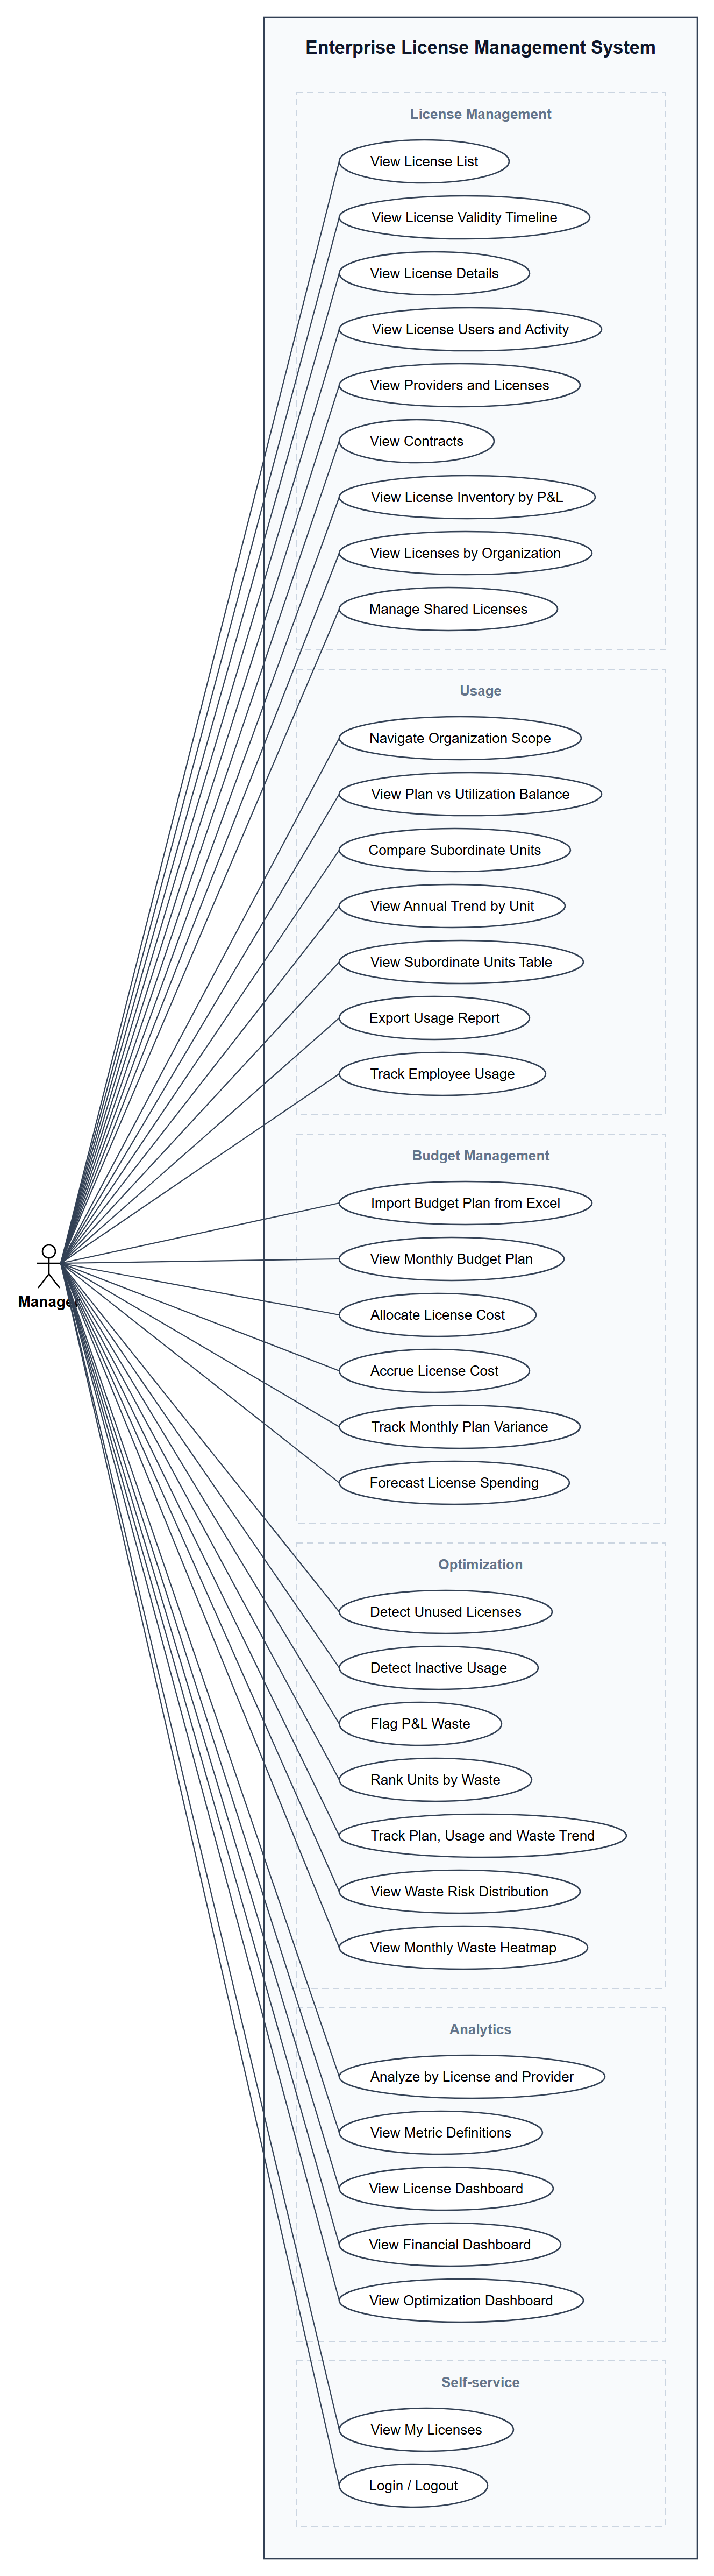 Enterprise License Management System
License Management
View License List
View License Validity Timeline
View License Details
View License Users and Activity
View Providers and Licenses
View Contracts
View License Inventory by P&L
View Licenses by Organization
Manage Shared Licenses
Usage
Navigate Organization Scope
View Plan vs Utilization Balance
Compare Subordinate Units
View Annual Trend by Unit
View Subordinate Units Table
Export Usage Report
Track Employee Usage
Budget Management
Import Budget Plan from Excel
View Monthly Budget Plan
Manager
Allocate License Cost
Accrue License Cost
Track Monthly Plan Variance
Forecast License Spending
Optimization
Detect Unused Licenses
Detect Inactive Usage
Flag P&L Waste
Rank Units by Waste
Track Plan, Usage and Waste Trend
View Waste Risk Distribution
View Monthly Waste Heatmap
Analytics
Analyze by License and Provider
View Metric Definitions
View License Dashboard
View Financial Dashboard
View Optimization Dashboard
Self-service
View My Licenses
Login / Logout